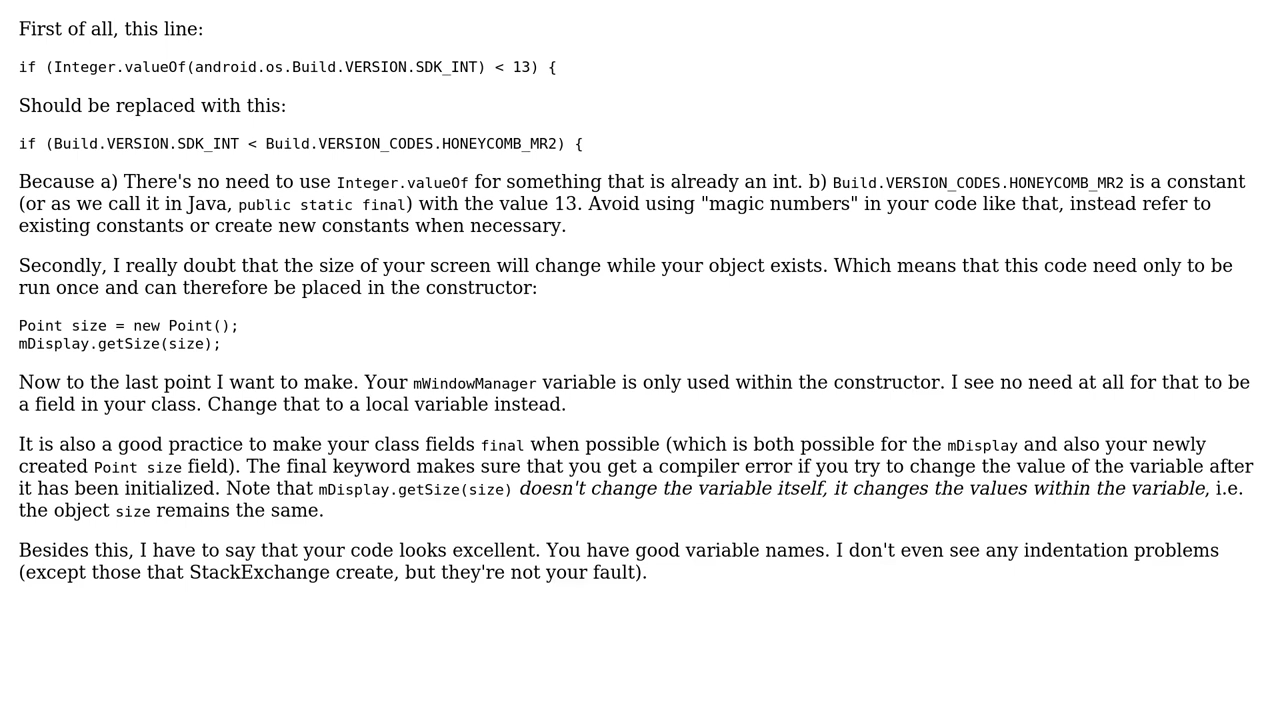 First of all, this line:
if (Integer.valueOf(android.os.Build.VERSION.SDK_INT) < 13) {
Should be replaced with this:
if (Build.VERSION.SDK_INT < Build.VERSION_CODES.HONEYCOMB_MR2) {
Because a) There's no need to use Integer.valueOf for something that is already an int. b) Build.VERSION_CODES.HONEYCOMB_MR2 is a constant
(or as we call it in Java, public static final) with the value 13. Avoid using "magic numbers" in your code like that, instead refer to
existing constants or create new constants when necessary.
Secondly, I really doubt that the size of your screen will change while your object exists. Which means that this code need only to be
run once and can therefore be placed in the constructor:
Point size = new Point();
mDisplay.getSize(size);
Now to the last point I want to make. Your mWindowManager variable is only used within the constructor. I see no need at all for that to be
a field in your class. Change that to a local variable instead.
It is also a good practice to make your class fields final when possible (which is both possible for the mDisplay and also your newly
created Point size field). The final keyword makes sure that you get a compiler error if you try to change the value of the variable after
it has been initialized. Note that mDisplay.getSize(size) doesn't change the variable itself, it changes the values within the variable, i.e.
the object size remains the same.
Besides this, I have to say that your code looks excellent. You have good variable names. I don't even see any indentation problems
(except those that StackExchange create, but they're not your fault).